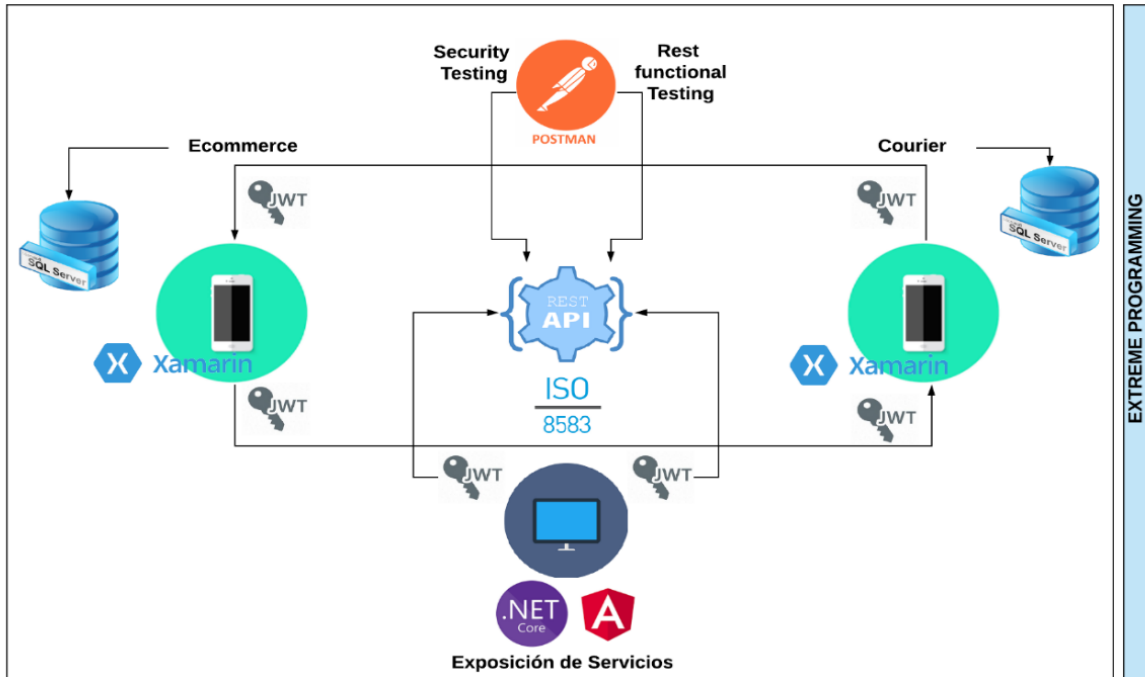 Security
Testing
Rest
functional
Testing
POSTMAN
Ecommerce
Courier
JWT
JWT
SQL Server
SQL Server
REST
API
Xamarin
Xamarin
ISO
8583
JWT
JWT
JWT
JWT
.NET
Core
A
Exposición de Servicios
EXTREME PROGRAMMING